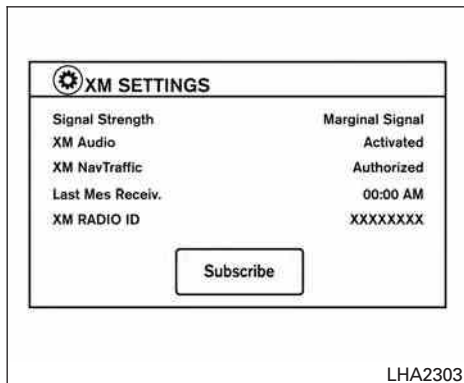 XM SETTINGS
Signal Strength Marginal Signal
XM Audio Activated
XM NavTraffic Authorized
Last Mes Receiv. 00:00 AM
XM RADIO ID XXXXXXXX
Subscribe
LHA2303